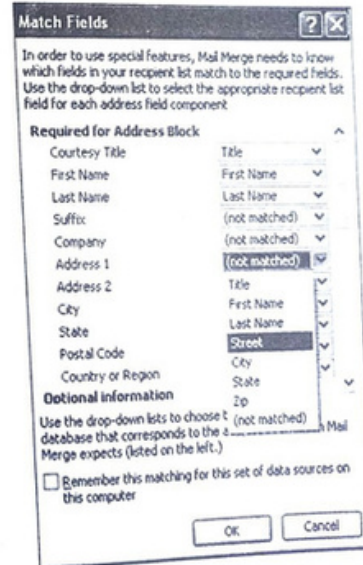 Match Fields
In order to use special features, Mail Merge needs to know
which fields in your recipient list match to the required fields.
Use the drop-down list to select the appropriate recipient list
field for each address field component
Required for Address Block
Courtesy Title Title
First Name First Name
Last Name Last Name
Suffix (not matched)
Company (not matched)
Address 1 (not matched)
Address 2 Title
First Name
City Last Name
State Street
Postal Code City
Country or Region State
Optional information Zip
Use the drop-down lists to choose (not matched)
database that corresponds to the Mail
Merge expects (listed on the left.)
Remember this matching for this set of data sources on
this computer
OK Cancel